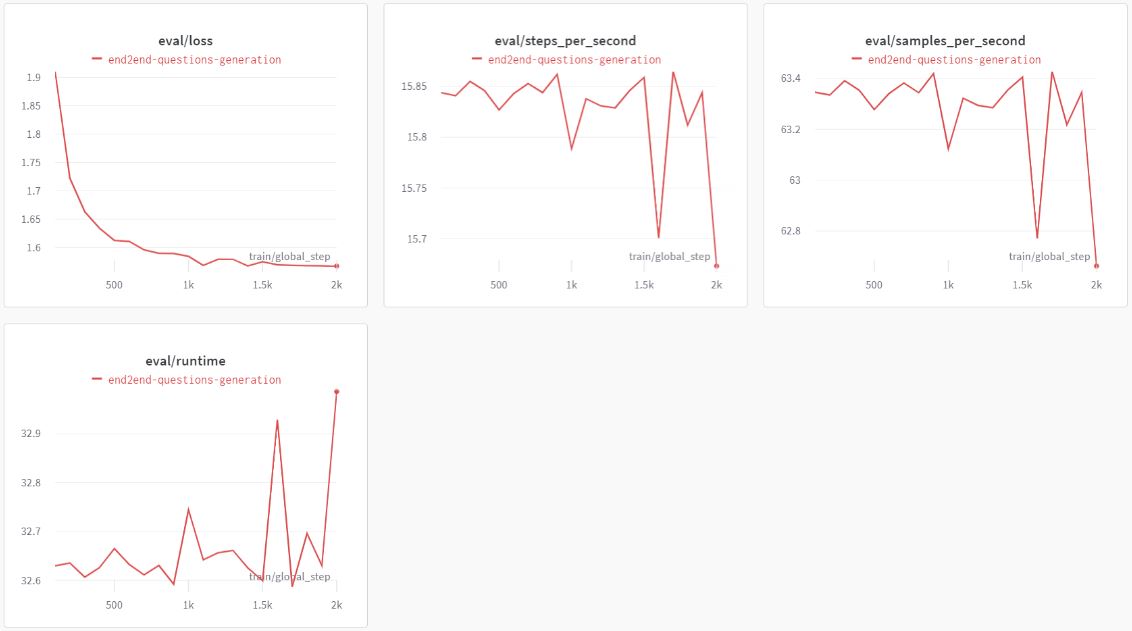 eval/loss
end2end-questions-generation
1.9
1.85
1.8
1.75
1.7
1.65
1.6
train/global_step
500
1k
1.5k
2k
eval/steps_per_second
end2end-questions-generation
15.85
15.8
15.75
15.7
train/global_step
500
1k
1.5k
2k
eval/samples_per_second
end2end-questions-generation
63.4
63.2
63
62.8
train/global_step
500
1k
1.5k
2k
eval/runtime
end2end-questions-generation
32.9
32.8
32.7
32.6
train/global_step
500
1k
1.5k
2k